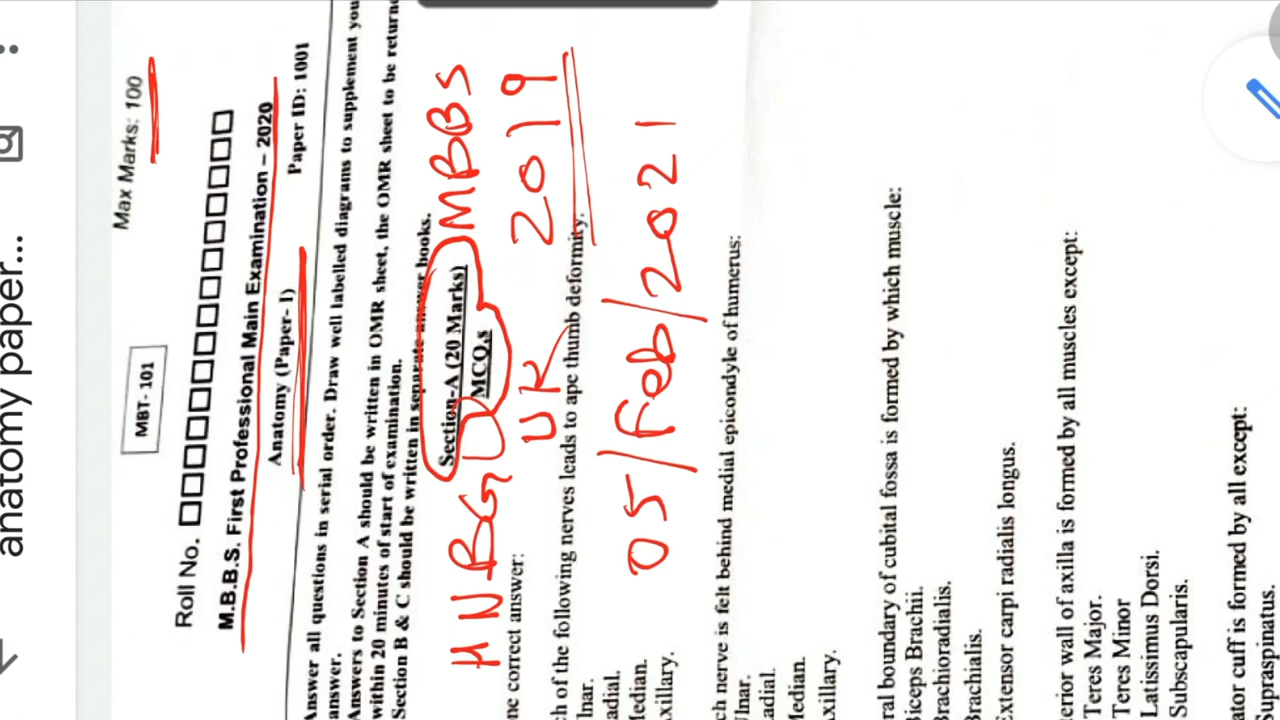 anatomy paper...
Max Marks: 100
MBT- 101
Roll No.
M.B.B.S. First Professional Main Examination – 2020
Anatomy (Paper- I)
Paper ID: 1001
Answer all questions in serial order. Draw well labelled diagrams to supplement you
answer.
Answers to Section A should be written in OMR sheet, the OMR sheet to be return
within 20 minutes of start of examination.
Section B & C should be written in separate answer books.
Section-A (20 Marks)
MCQ.s
HNBGU MBBS
UK 2019
05/Feb/2021
ne correct answer:
ch of the following nerves leads to ape thumb deformity.
lnar.
adial.
Median.
xillary.
ch nerve is felt behind medial epicondyle of humerus:
Ulnar.
adial.
Median.
Axillary.
ral boundary of cubital fossa is formed by which muscle:
Biceps Brachii.
Brachioradialis.
Brachialis.
Extensor carpi radialis longus.
terior wall of axilla is formed by all muscles except:
Teres Major.
Teres Minor
Latissimus Dorsi.
Subscapularis.
ator cuff is formed by all except:
Supraspinatus.